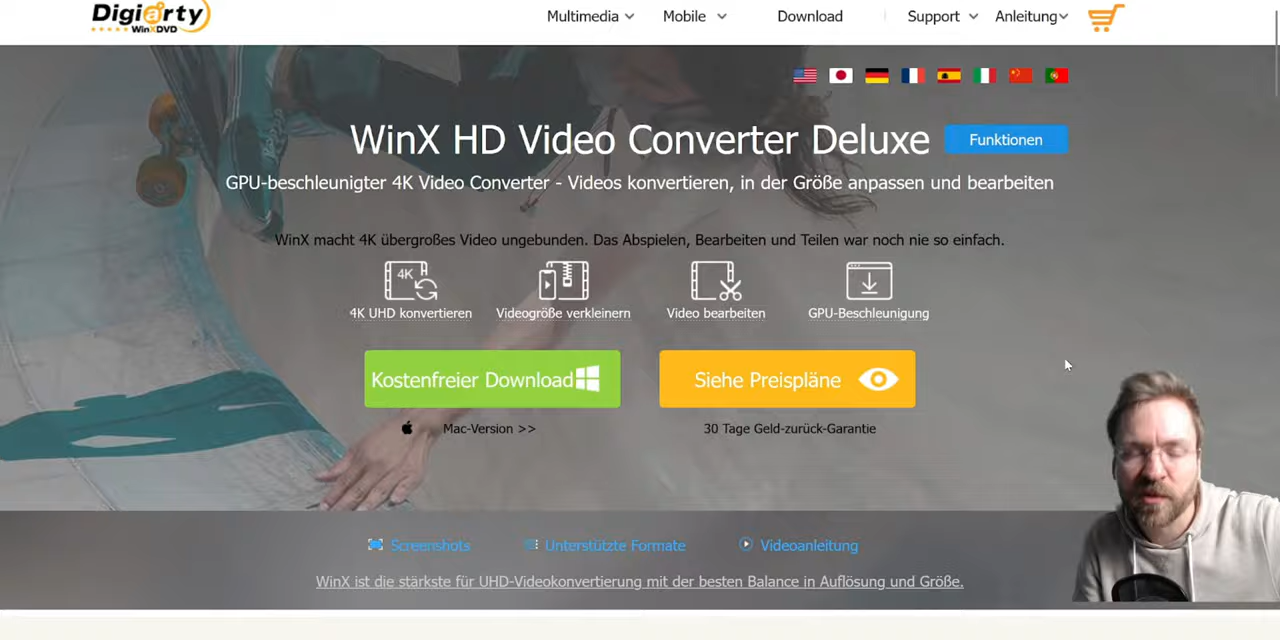 Digiarty
WinXDVD
Multimedia
Mobile
Download
Support
Anleitung
WinX HD Video Converter Deluxe
Funktionen
GPU-beschleunigter 4K Video Converter - Videos konvertieren, in der Größe anpassen und bearbeiten
WinX macht 4K übergroßes Video ungebunden. Das Abspielen, Bearbeiten und Teilen war noch nie so einfach.
4K
4K UHD konvertieren
Videogröße verkleinern
Video bearbeiten
GPU-Beschleunigung
Kostenfreier Download
Siehe Preispläne
Mac-Version >>
30 Tage Geld-zurück-Garantie
Screenshots
Unterstützte Formate
Videoanleitung
WinX ist die stärkste für UHD-Videokonvertierung mit der besten Balance in Auflösung und Größe.